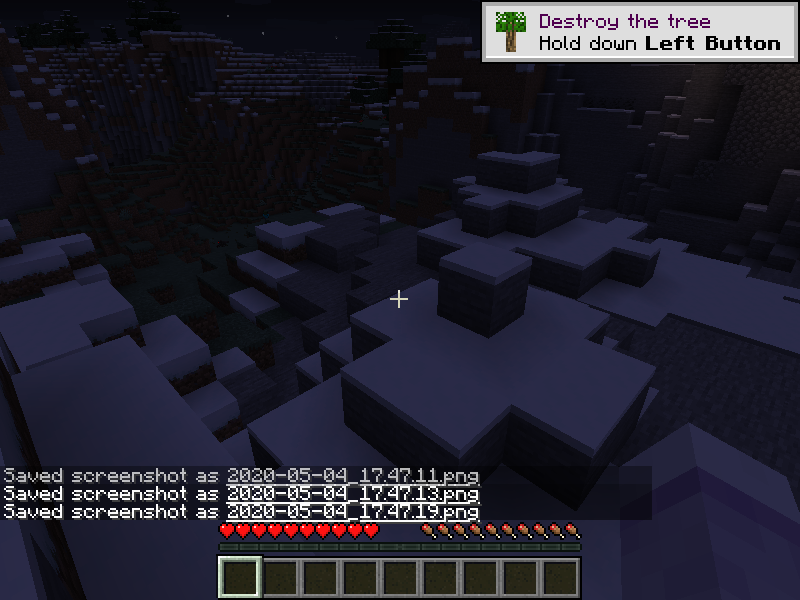 Destroy the tree
Hold down Left Button
Saved screenshot as 2020-05-04_17.47.11.png
Saved screenshot as 2020-05-04_17.47.13.png
Saved screenshot as 2020-05-04_17.47.19.png